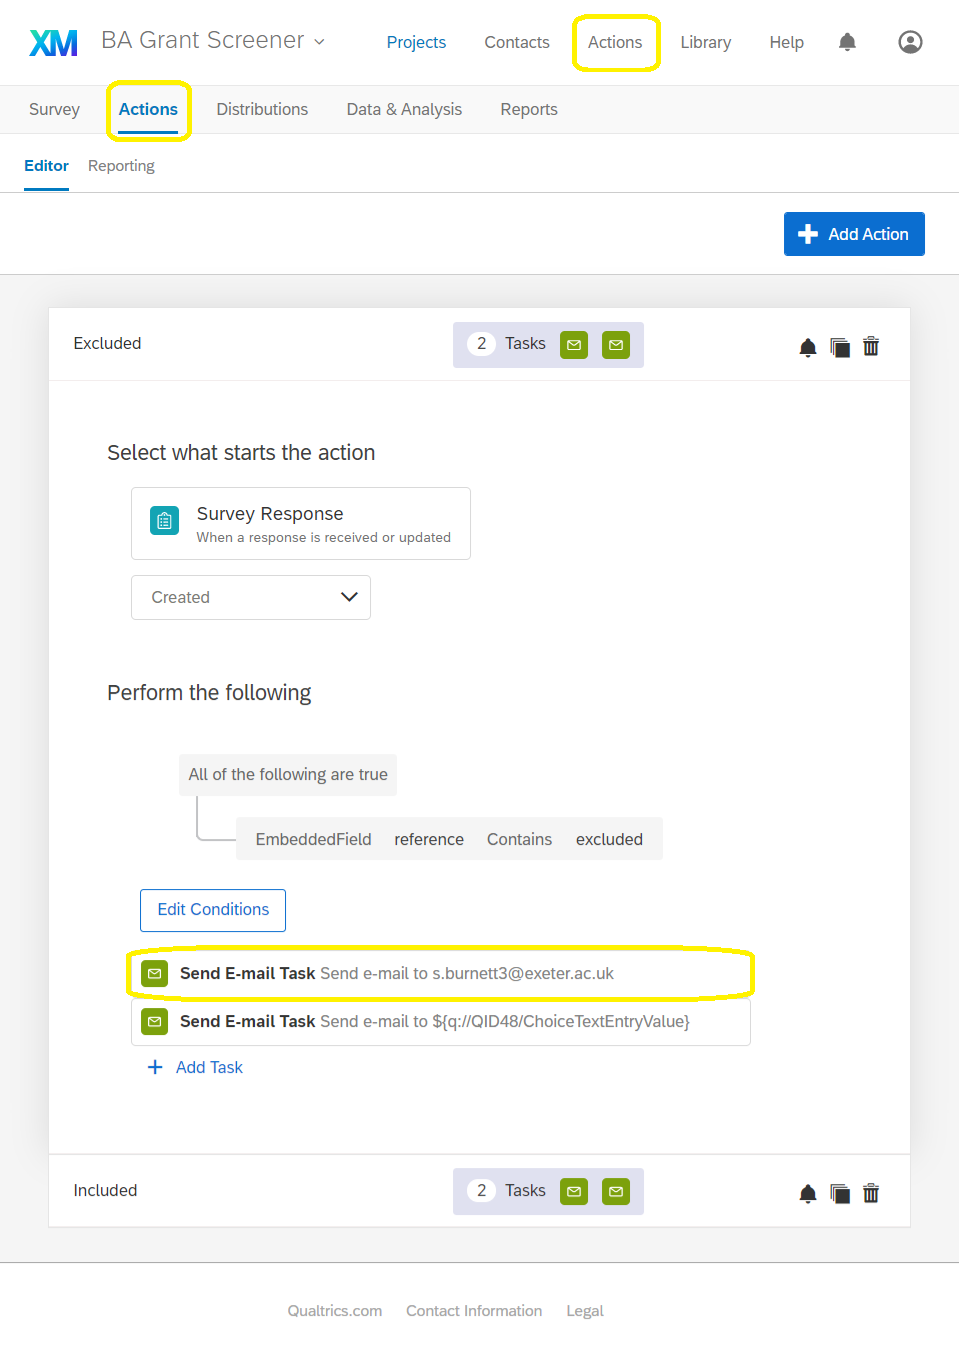 XM BA Grant Screener Projects Contacts Actions Library Help
Survey Actions Distributions Data & Analysis Reports
Editor Reporting
Add Action
Excluded 2 Tasks
Select what starts the action
Survey Response
When a response is received or updated
Created
Perform the following
All of the following are true
EmbeddedField reference Contains excluded
Edit Conditions
Send E-mail Task Send e-mail to s.burnett3@exeter.ac.uk
Send E-mail Task Send e-mail to ${q://QID48/ChoiceTextEntryValue}
Add Task
Included 2 Tasks
Qualtrics.com Contact Information Legal